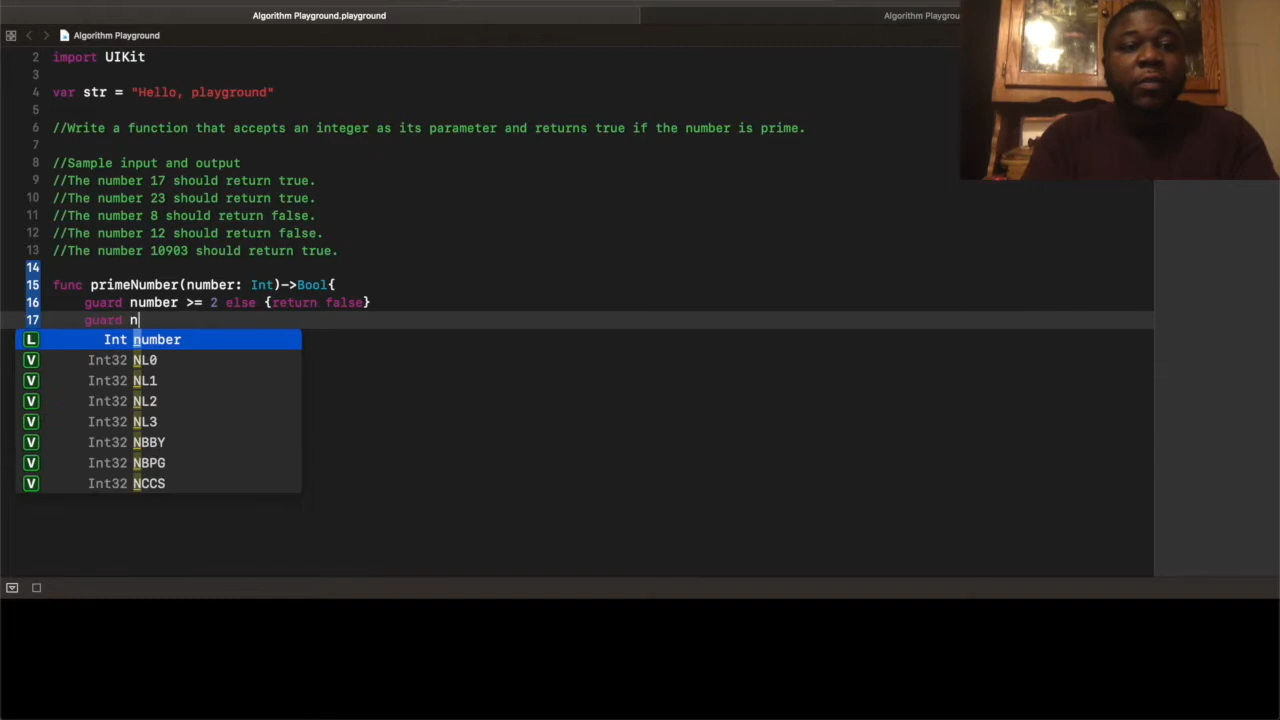 Algorithm Playground.playground
Algorithm Playgrou
Algorithm Playground
2 import UIKit
3
4 var str = "Hello, playground"
5
6 //Write a function that accepts an integer as its parameter and returns true if the number is prime.
7
8 //Sample input and output
9 //The number 17 should return true.
10 //The number 23 should return true.
11 //The number 8 should return false.
12 //The number 12 should return false.
13 //The number 10903 should return true.
14
15 func primeNumber(number: Int)->Bool{
16 guard number >= 2 else {return false}
17 guard n
L Int number
V Int32 NL0
V Int32 NL1
V Int32 NL2
V Int32 NL3
V Int32 NBBY
V Int32 NBPG
V Int32 NCCS